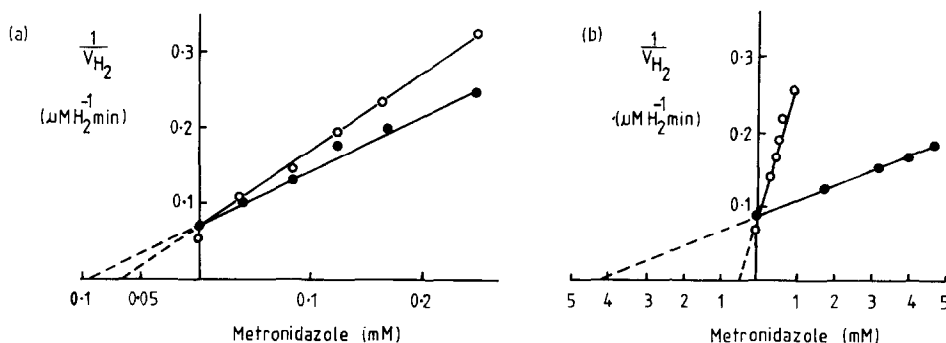 (a)
1
V_H2
(µM H2^-1 min)
0·3
0·2
0·1
0·1 0·05 0·1 0·2
Metronidazole (mM)
(b)
1
V_H2
(µM H2^-1 min)
0·3
0·2
0·1
5 4 3 2 1 1 2 3 4 5
Metronidazole (mM)